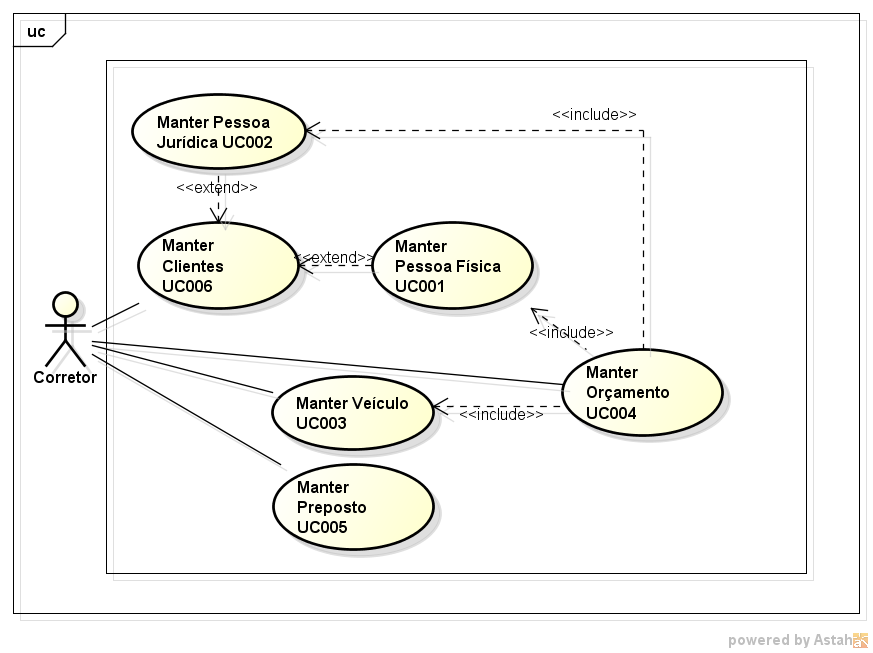 uc
<<include>>
Manter Pessoa
Jurídica UC002
<<extend>>
Manter
Clientes
UC006
<<extend>>
Manter
Pessoa Física
UC001
<<include>>
Corretor
Manter
Orçamento
UC004
Manter Veículo
UC003
<<include>>
Manter
Preposto
UC005
powered by Astah